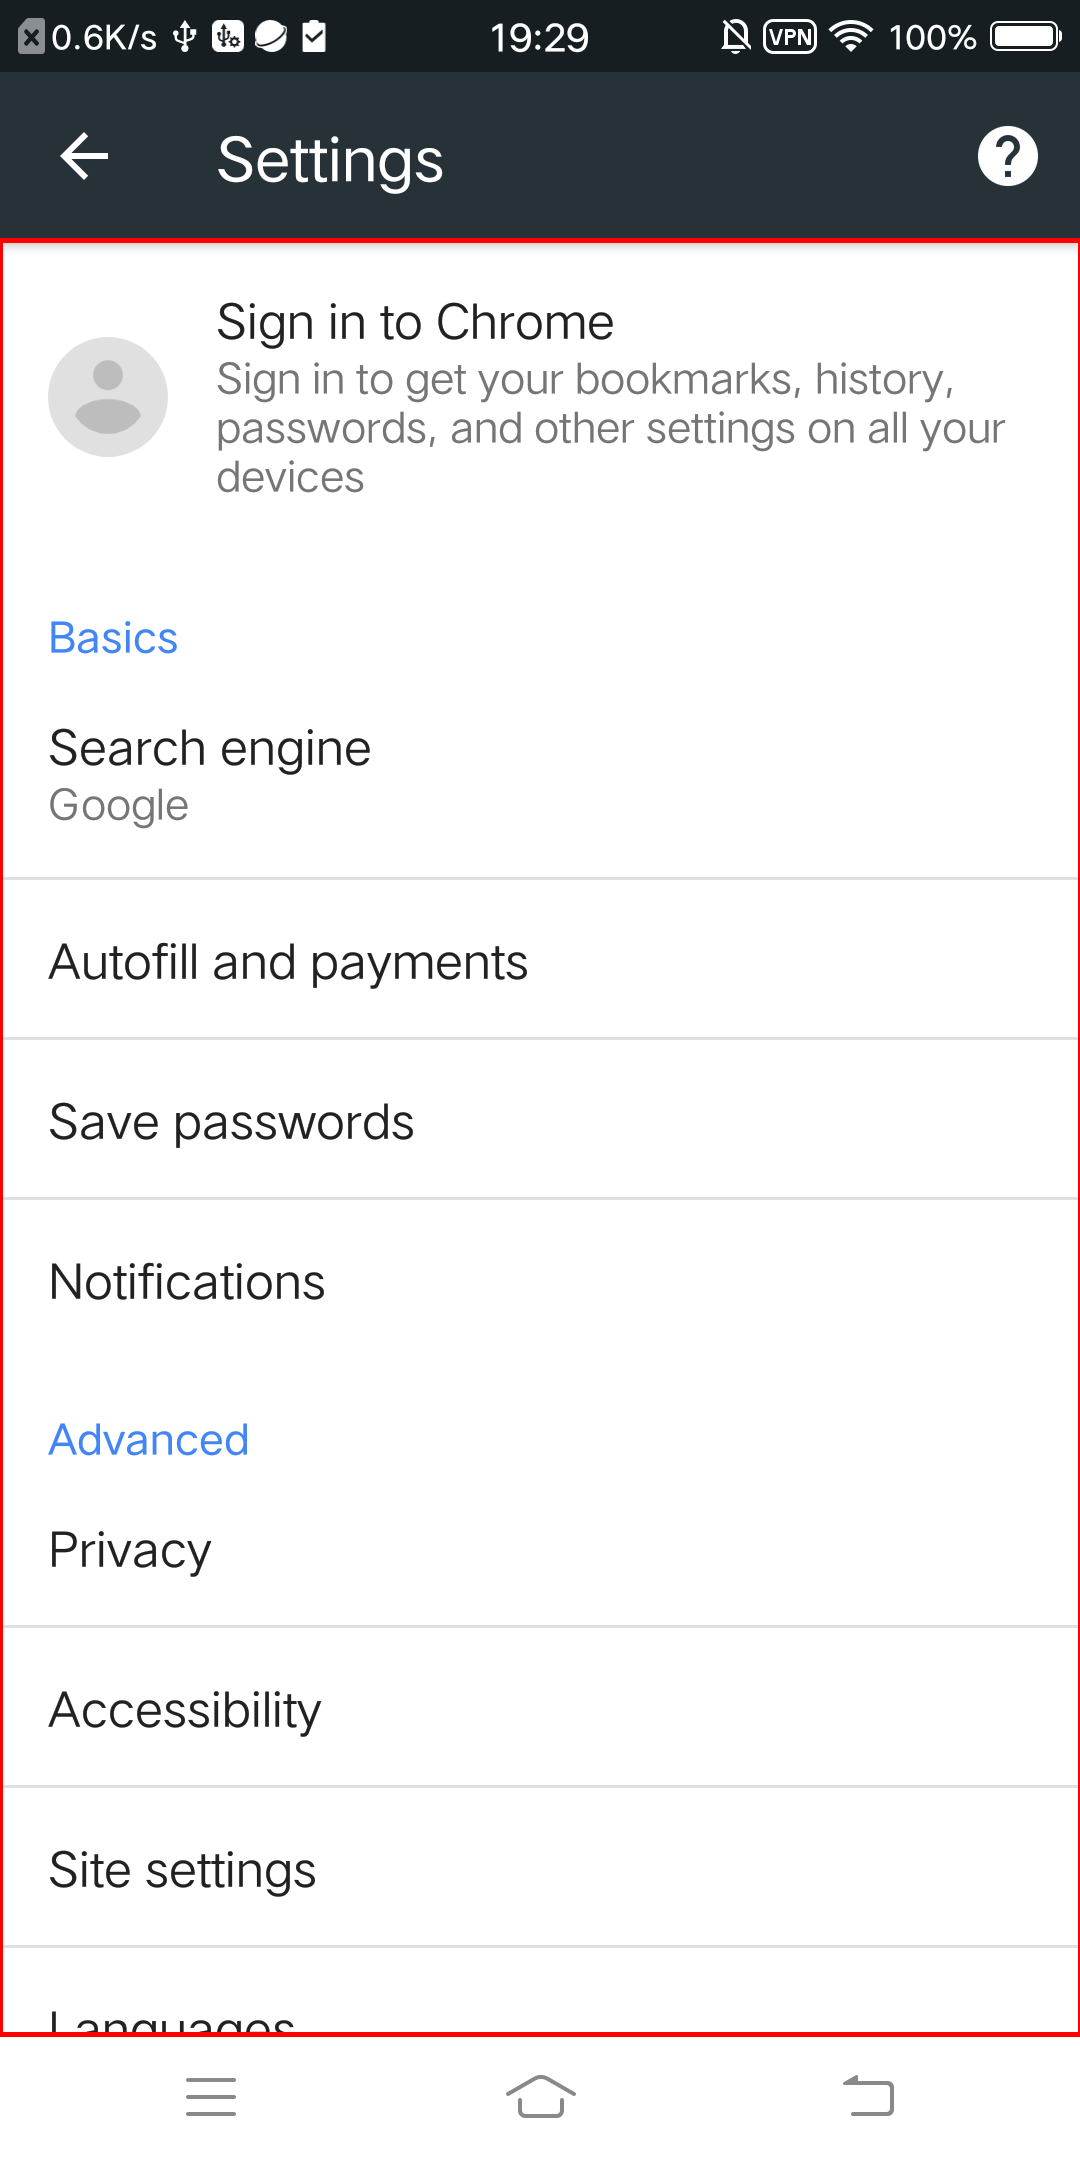 0.6K/s 19:29 VPN 100%
Settings
Sign in to Chrome
Sign in to get your bookmarks, history,
passwords, and other settings on all your
devices
Basics
Search engine
Google
Autofill and payments
Save passwords
Notifications
Advanced
Privacy
Accessibility
Site settings
Languages